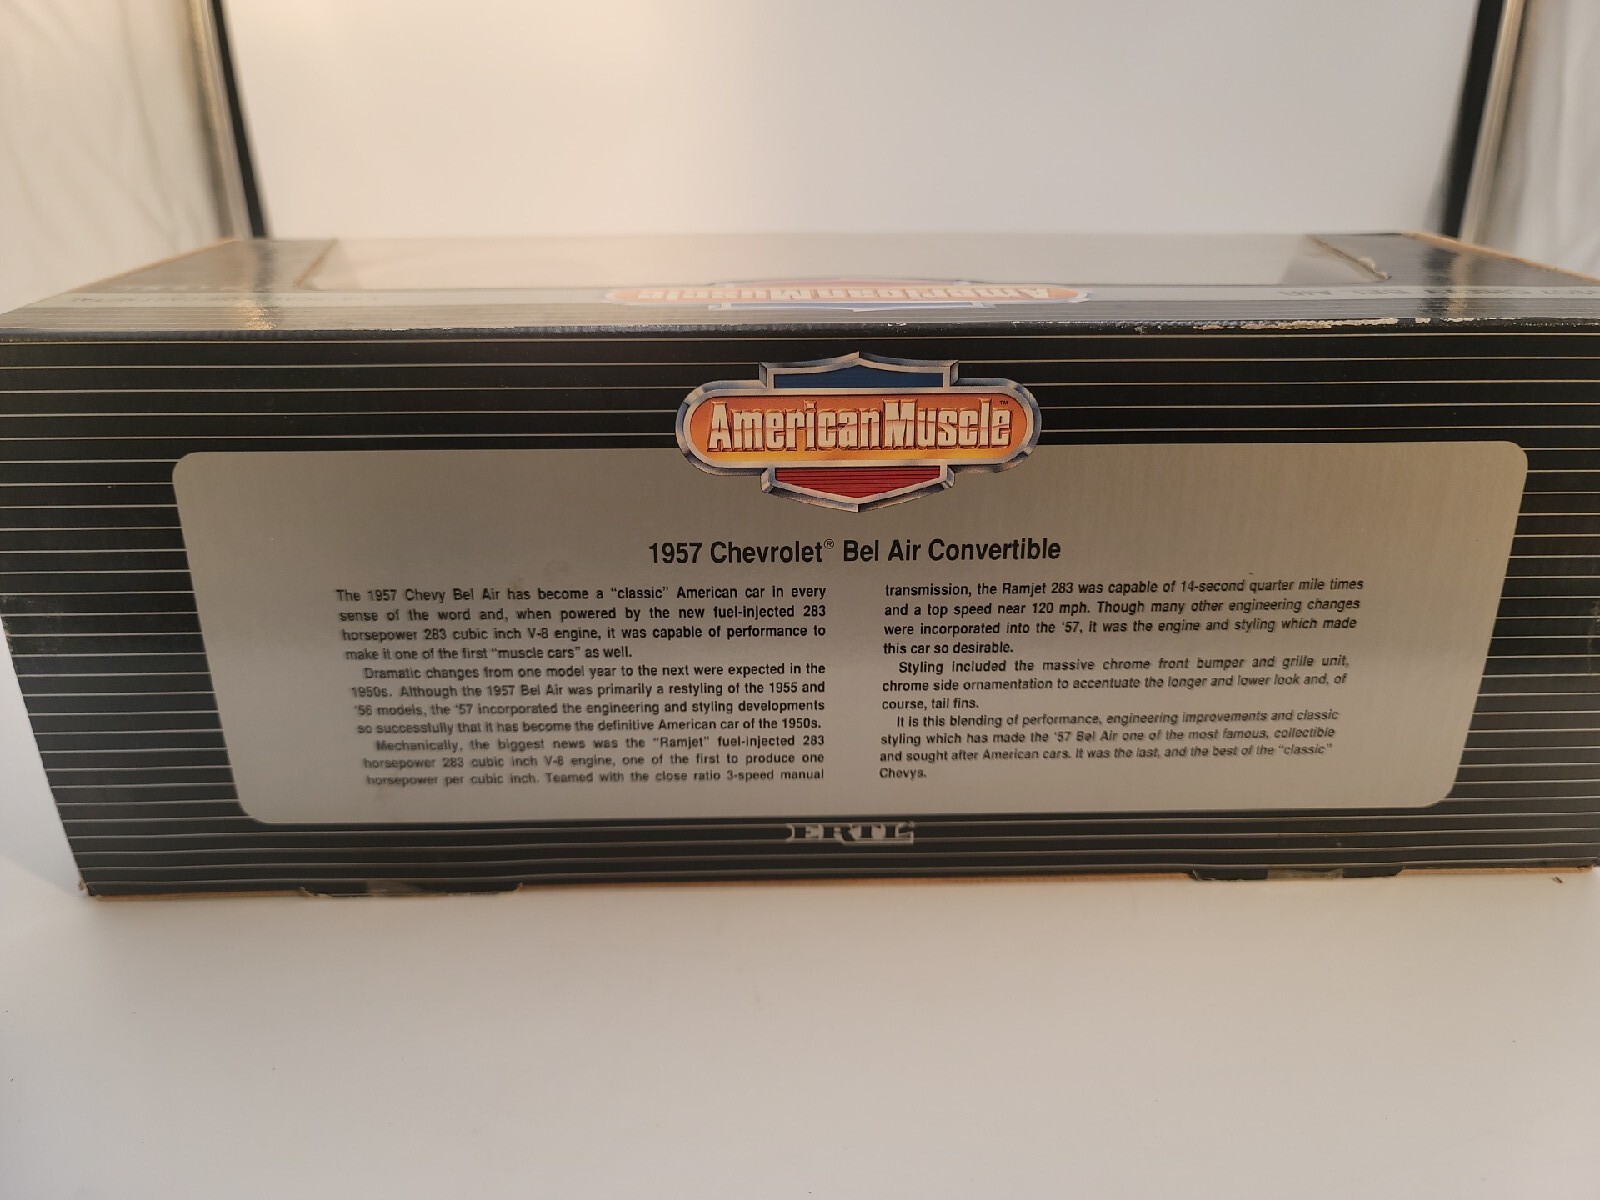 American Muscle
AmericanMuscle™
1957 Chevrolet® Bel Air Convertible
The 1957 Chevy Bel Air has become a "classic" American car in every
sense of the word and, when powered by the new fuel-injected 283
horsepower 283 cubic inch V-8 engine, it was capable of performance to
make it one of the first "muscle cars" as well.
Dramatic changes from one model year to the next were expected in the
1950s. Although the 1957 Bel Air was primarily a restyling of the 1955 and
'56 models, the '57 incorporated the engineering and styling developments
so successfully that it has become the definitive American car of the 1950s.
Mechanically, the biggest news was the "Ramjet" fuel-injected 283
horsepower 283 cubic inch V-8 engine, one of the first to produce one
horsepower per cubic inch. Teamed with the close ratio 3-speed manual
transmission, the Ramjet 283 was capable of 14-second quarter mile times
and a top speed near 120 mph. Though many other engineering changes
were incorporated into the '57, it was the engine and styling which made
this car so desirable.
Styling included the massive chrome front bumper and grille unit,
chrome side ornamentation to accentuate the longer and lower look and, of
course, tail fins.
It is this blending of performance, engineering improvements and classic
styling which has made the '57 Bel Air one of the most famous, collectible
and sought after American cars. It was the last, and the best of the "classic"
Chevys.
ERTL